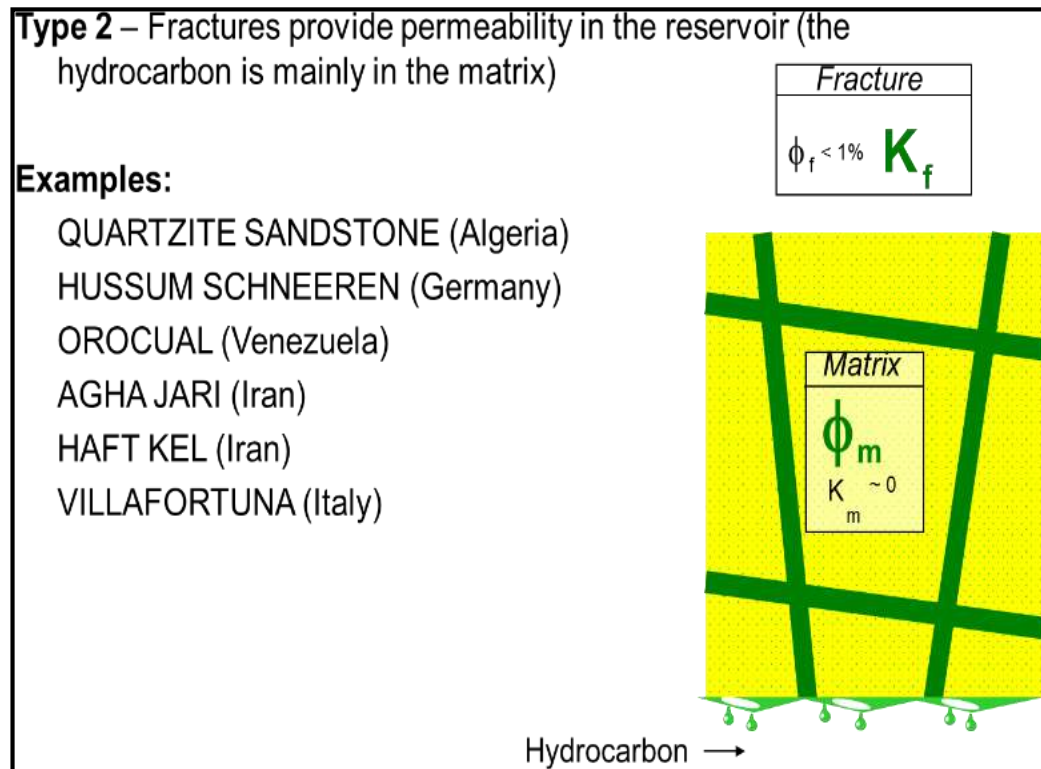 Type 2 – Fractures provide permeability in the reservoir (the
hydrocarbon is mainly in the matrix)
Fracture
ϕf < 1% Kf
Examples:
QUARTZITE SANDSTONE (Algeria)
HUSSUM SCHNEEREN (Germany)
OROCUAL (Venezuela)
AGHA JARI (Iran)
HAFT KEL (Iran)
VILLAFORTUNA (Italy)
Matrix
ϕm
Km ~ 0
Hydrocarbon →